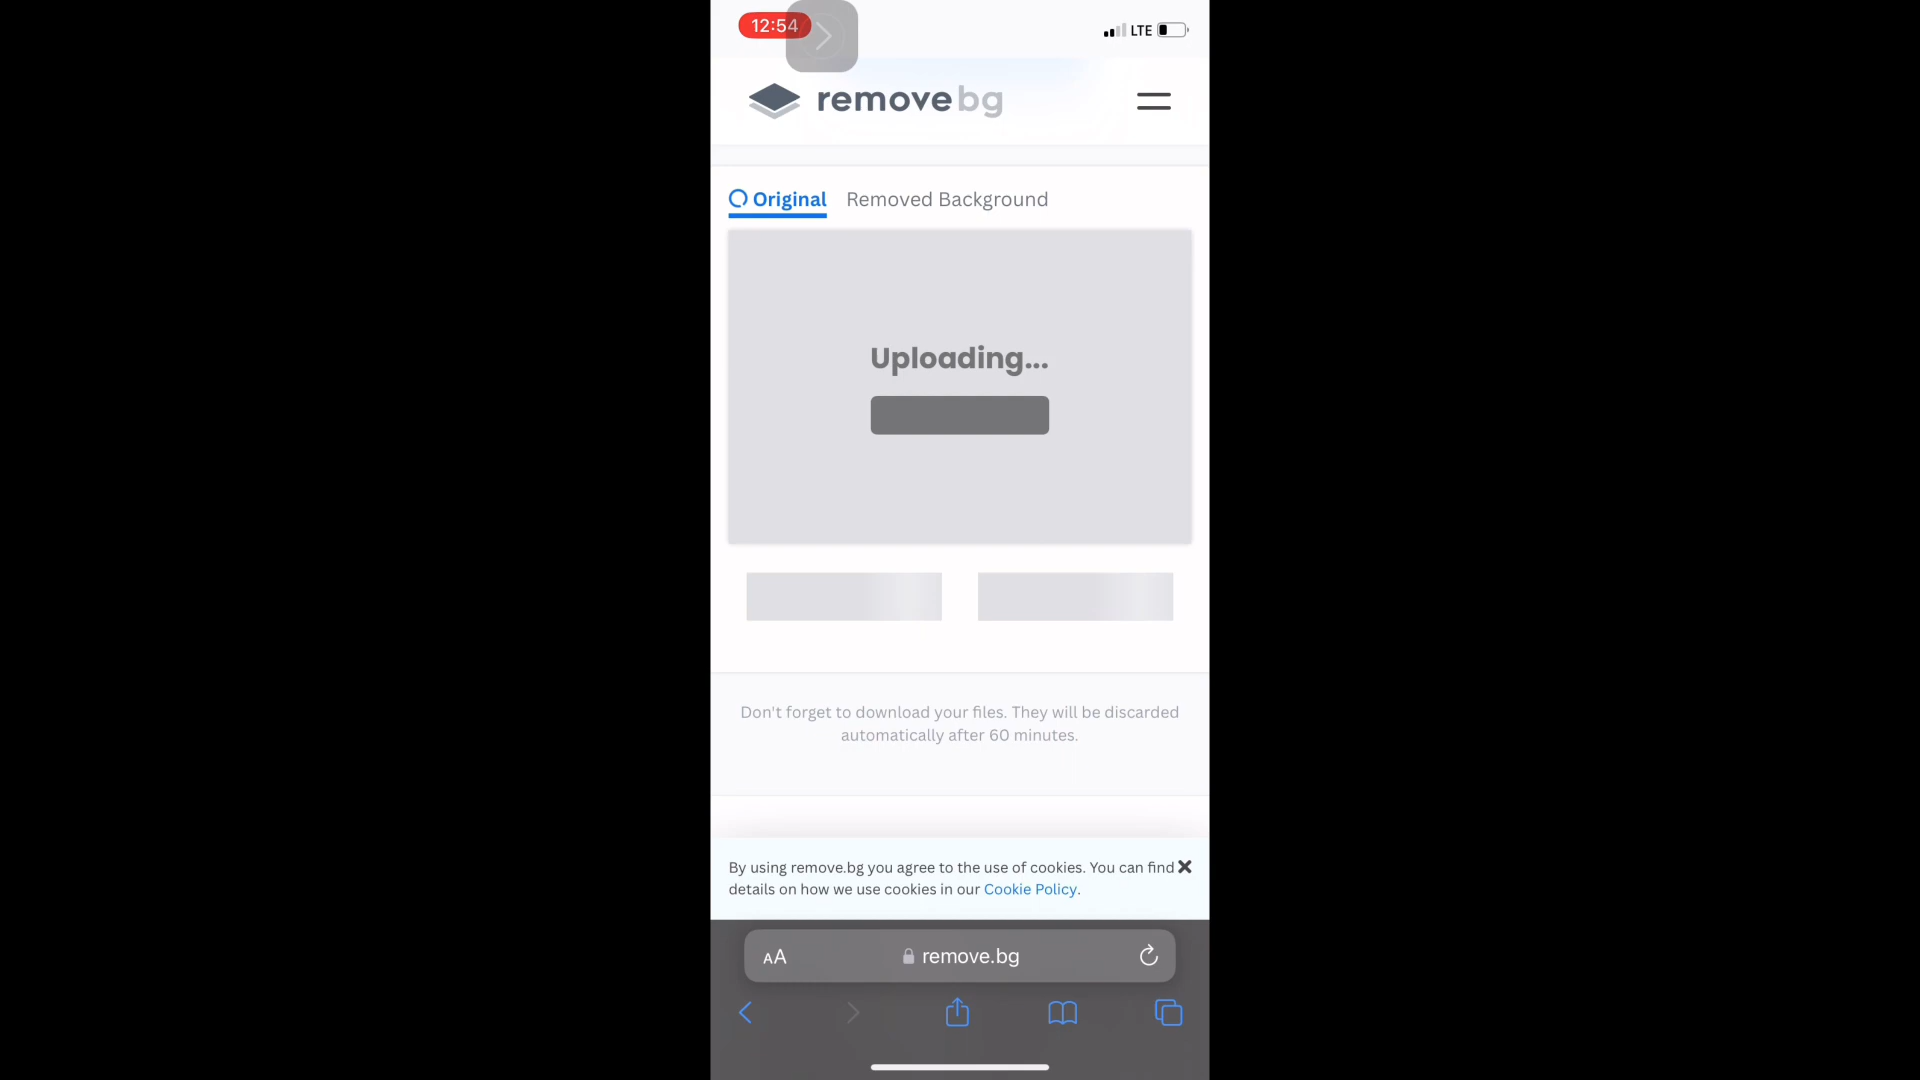 12:54
LTE
remove bg
Original
Removed Background
Uploading...
Don't forget to download your files. They will be discarded
automatically after 60 minutes.
By using remove.bg you agree to the use of cookies. You can find
details on how we use cookies in our Cookie Policy.
AA
remove.bg